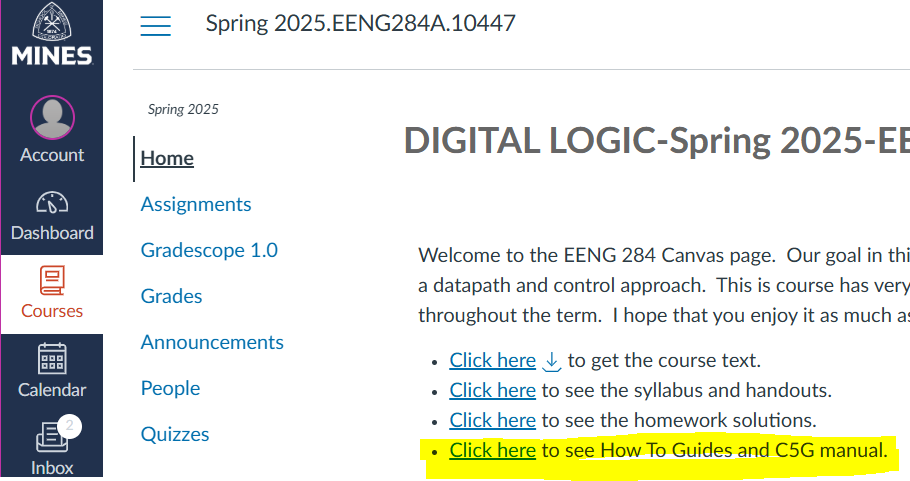 MINES
Account
Dashboard
Courses
Calendar
2
Inbox
Spring 2025.EENG284A.10447
Spring 2025
Home
Assignments
Gradescope 1.0
Grades
Announcements
People
Quizzes
DIGITAL LOGIC-Spring 2025-EE
Welcome to the EENG 284 Canvas page. Our goal in thi
a datapath and control approach. This is course has very
throughout the term. I hope that you enjoy it as much as
• Click here to get the course text.
• Click here to see the syllabus and handouts.
• Click here to see the homework solutions.
• Click here to see How To Guides and C5G manual.